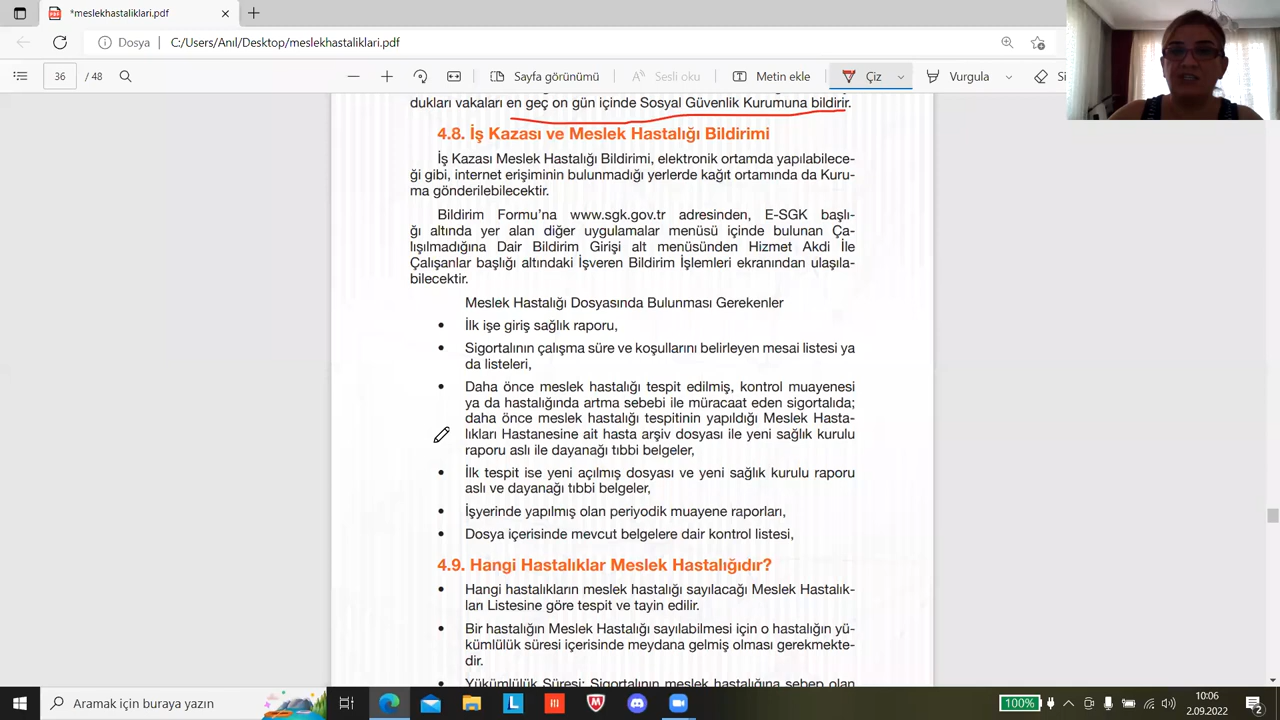 *meslekhastaliklari.pdf
Dosya
C:/Users/Anıl/Desktop/meslekhastaliklari.pdf
36 / 48
Sayfa görünümü
Sesli oku
Metin ekle
Çiz
Vurgula
Si
dukları vakaları en geç on gün içinde Sosyal Güvenlik Kurumuna bildirir.
4.8. İş Kazası ve Meslek Hastalığı Bildirimi
İş Kazası Meslek Hastalığı Bildirimi, elektronik ortamda yapılabilece-
ği gibi, internet erişiminin bulunmadığı yerlerde kağıt ortamında da Kuru-
ma gönderilebilecektir.
Bildirim Formu’na www.sgk.gov.tr adresinden, E-SGK başlı-
ğı altında yer alan diğer uygulamalar menüsü içinde bulunan Ça-
lışılmadığına Dair Bildirim Girişi alt menüsünden Hizmet Akdi İle
Çalışanlar başlığı altındaki İşveren Bildirim İşlemleri ekranından ulaşıla-
bilecektir.
Meslek Hastalığı Dosyasında Bulunması Gerekenler
• İlk işe giriş sağlık raporu,
• Sigortalının çalışma süre ve koşullarını belirleyen mesai listesi ya
da listeleri,
• Daha önce meslek hastalığı tespit edilmiş, kontrol muayenesi
ya da hastalığında artma sebebi ile müracaat eden sigortalıda;
daha önce meslek hastalığı tespitinin yapıldığı Meslek Hasta-
lıkları Hastanesine ait hasta arşiv dosyası ile yeni sağlık kurulu
raporu aslı ile dayanağı tıbbi belgeler,
• İlk tespit ise yeni açılmış dosyası ve yeni sağlık kurulu raporu
aslı ve dayanağı tıbbi belgeler,
• İşyerinde yapılmış olan periyodik muayene raporları,
• Dosya içerisinde mevcut belgelere dair kontrol listesi,
4.9. Hangi Hastalıklar Meslek Hastalığıdır?
• Hangi hastalıkların meslek hastalığı sayılacağı Meslek Hastalık-
ları Listesine göre tespit ve tayin edilir.
• Bir hastalığın Meslek Hastalığı sayılabilmesi için o hastalığın yü-
kümlülük süresi içerisinde meydana gelmiş olması gerekmekte-
dir.
• Yükümlülük Süresi: Sigortalının meslek hastalığına sebep olan
Aramak için buraya yazın
100%
10:06
2.09.2022
2